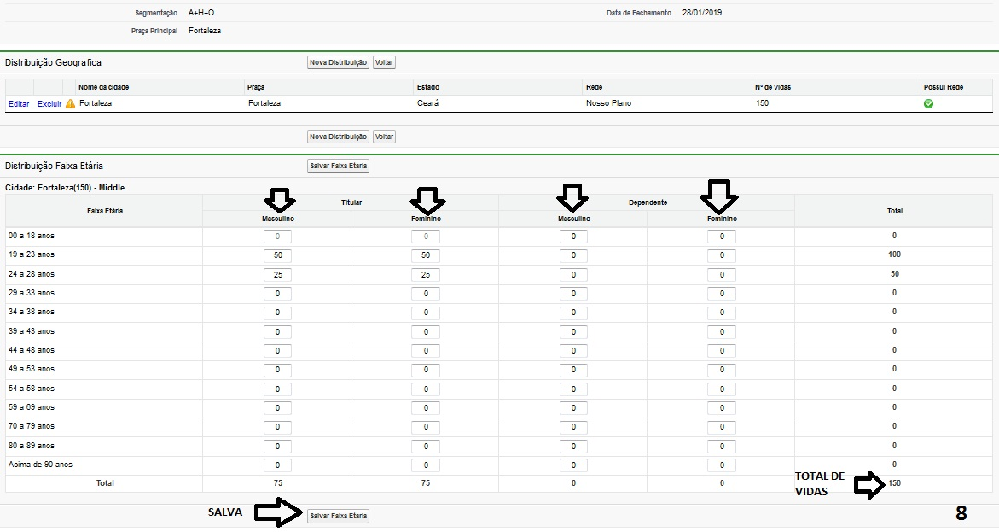 Segmentação A+H+O Data de Fechamento 28/01/2019
Praça Principal Fortaleza
Distribuição Geografica Nova Distribuição Voltar
Nome da cidade Praça Estado Rede Nº de Vidas Possui Rede
Editar Excluir Fortaleza Fortaleza Ceará Nosso Plano 150
Nova Distribuição Voltar
Distribuição Faixa Etária Salvar Faixa Etaria
Cidade: Fortaleza(150) - Middle
Faixa Etária Titular Dependente Total
Masculino Feminino Masculino Feminino
00 a 18 anos 0 0 0 0 0
19 a 23 anos 50 50 0 0 100
24 a 28 anos 25 25 0 0 50
29 a 33 anos 0 0 0 0 0
34 a 38 anos 0 0 0 0 0
39 a 43 anos 0 0 0 0 0
44 a 48 anos 0 0 0 0 0
49 a 53 anos 0 0 0 0 0
54 a 58 anos 0 0 0 0 0
59 a 69 anos 0 0 0 0 0
70 a 79 anos 0 0 0 0 0
80 a 89 anos 0 0 0 0 0
Acima de 90 anos 0 0 0 0 0
Total 75 75 0 0 150
TOTAL DE
VIDAS
SALVA Salvar Faixa Etaria 8